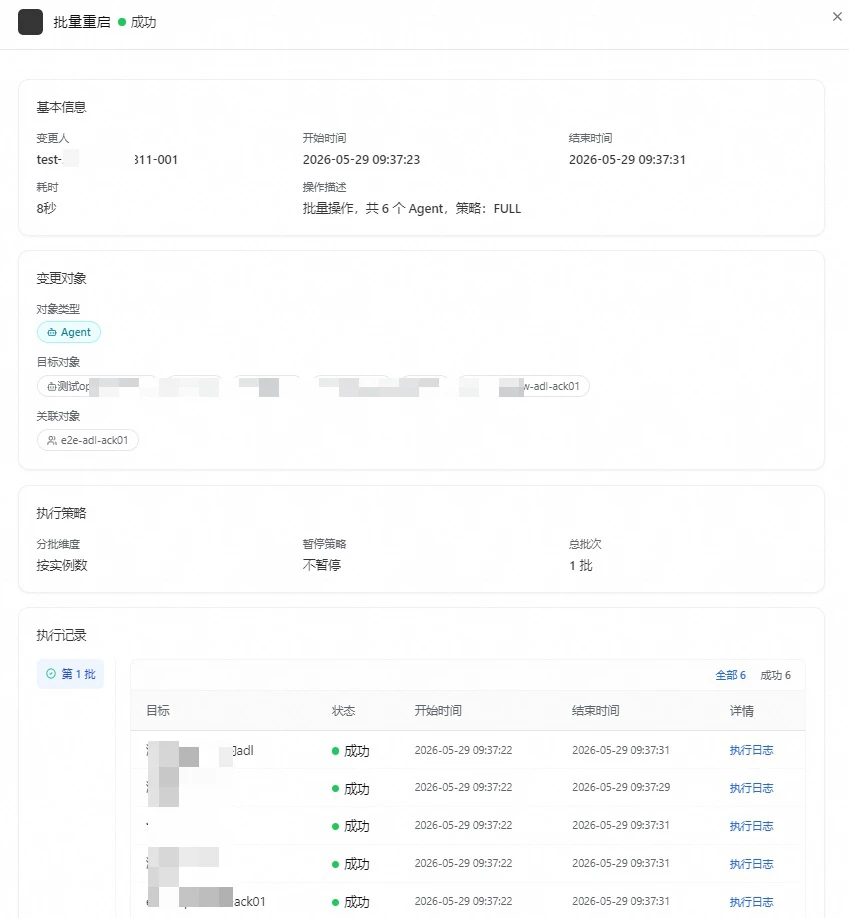 批量重启 成功
基本信息
变更人 开始时间 结束时间
test- 311-001 2026-05-29 09:37:23 2026-05-29 09:37:31
耗时 操作描述
8秒 批量操作，共 6 个 Agent，策略：FULL
变更对象
对象类型
Agent
目标对象
测试op w-adl-ack01
关联对象
e2e-adl-ack01
执行策略
分批维度 暂停策略 总批次
按实例数 不暂停 1 批
执行记录
第 1 批 全部 6 成功 6
目标 状态 开始时间 结束时间 详情
adl 成功 2026-05-29 09:37:22 2026-05-29 09:37:31 执行日志
成功 2026-05-29 09:37:22 2026-05-29 09:37:29 执行日志
成功 2026-05-29 09:37:22 2026-05-29 09:37:31 执行日志
成功 2026-05-29 09:37:22 2026-05-29 09:37:31 执行日志
ack01 成功 2026-05-29 09:37:22 2026-05-29 09:37:31 执行日志